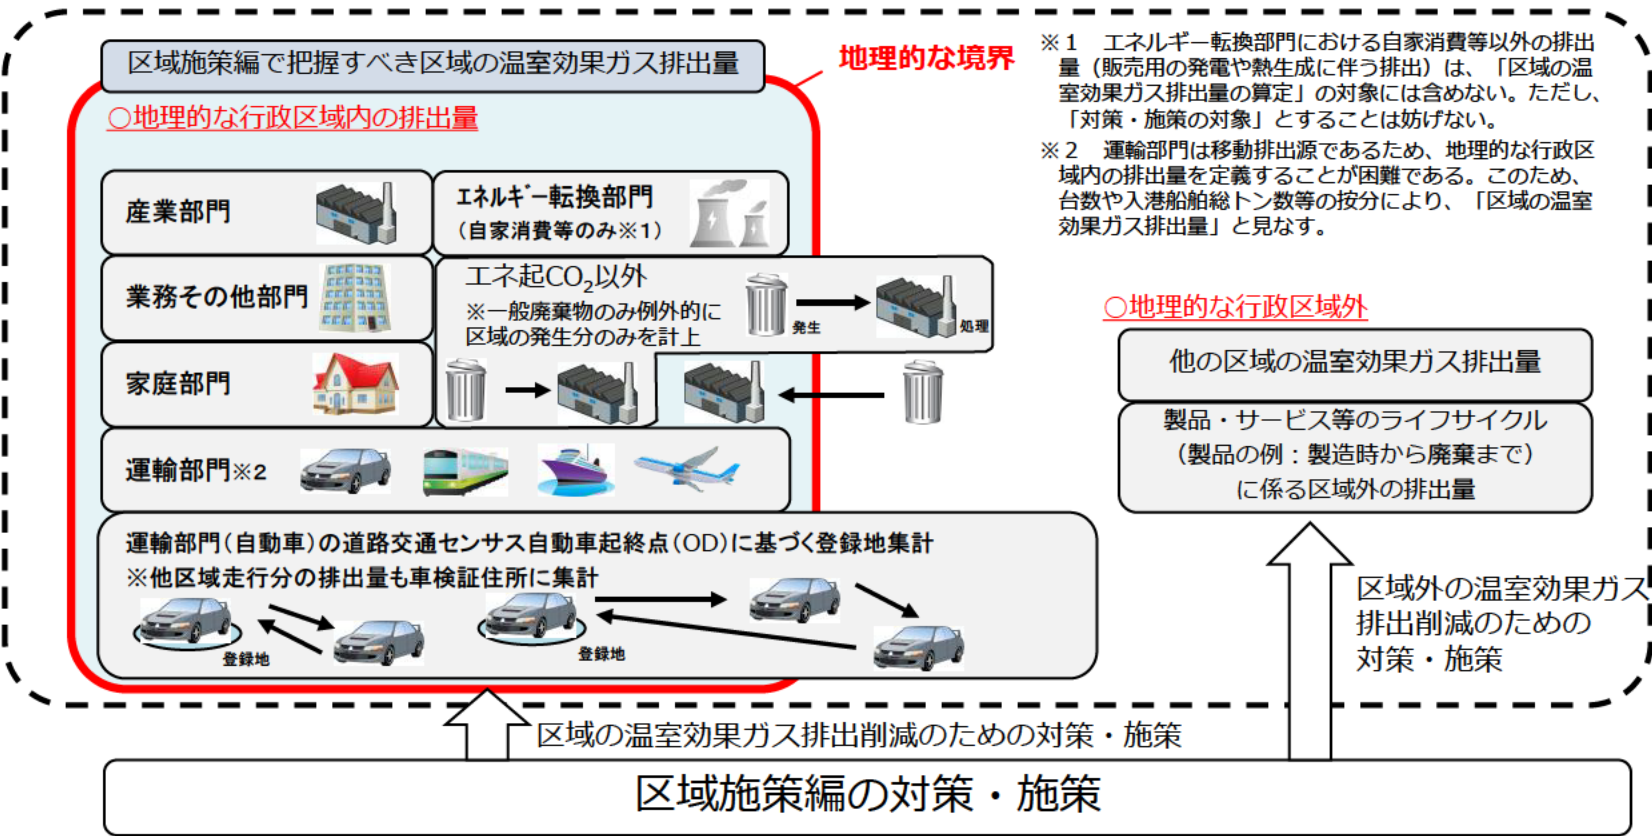 区域施策編で把握すべき区域の温室効果ガス排出量
地理的な境界
○地理的な行政区域内の排出量
産業部門
エネルギー転換部門
(自家消費等のみ※1)
業務その他部門
エネ起CO₂以外
※一般廃棄物のみ例外的に
区域の発生分のみを計上
発生
処理
家庭部門
運輸部門※2
運輸部門(自動車)の道路交通センサス自動車起終点(OD)に基づく登録地集計
※他区域走行分の排出量も車検証住所に集計
登録地
登録地
※1 エネルギー転換部門における自家消費等以外の排出
量(販売用の発電や熱生成に伴う排出)は、「区域の温
室効果ガス排出量の算定」の対象には含めない。ただし、
「対策・施策の対象」とすることは妨げない。
※2 運輸部門は移動排出源であるため、地理的な行政区
域内の排出量を定義することが困難である。このため、
台数や入港船舶総トン数等の按分により、「区域の温室
効果ガス排出量」と見なす。
○地理的な行政区域外
他の区域の温室効果ガス排出量
製品・サービス等のライフサイクル
(製品の例:製造時から廃棄まで)
に係る区域外の排出量
区域外の温室効果ガス
排出削減のための
対策・施策
区域の温室効果ガス排出削減のための対策・施策
区域施策編の対策・施策